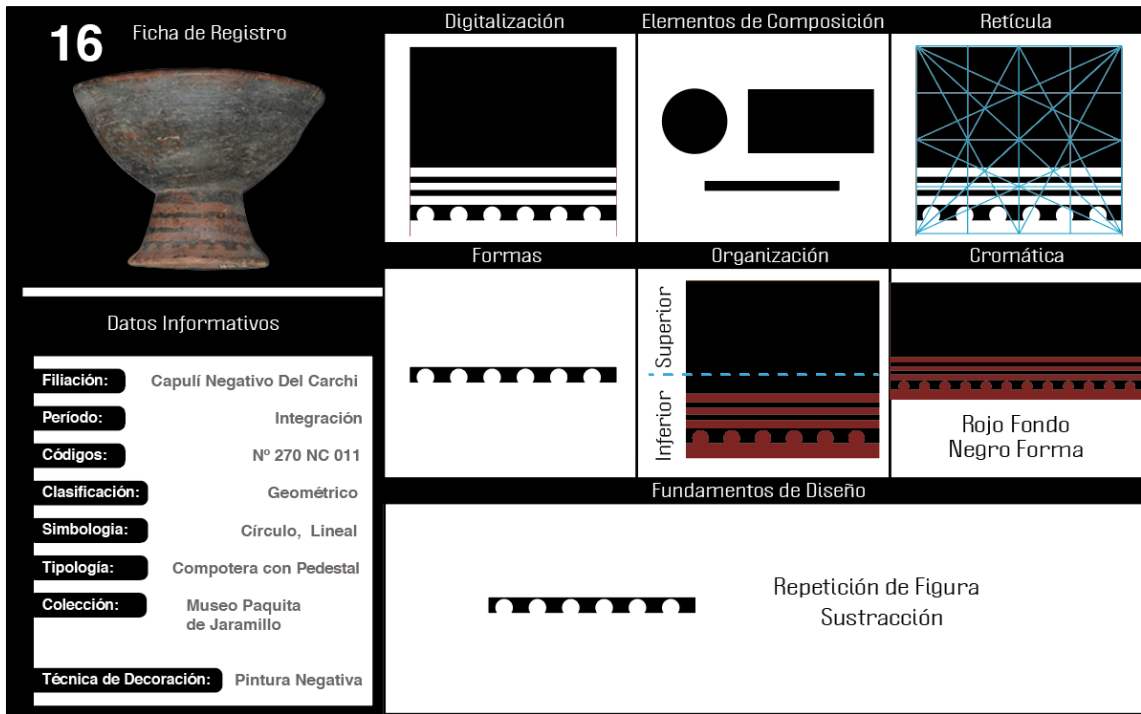 16
Ficha de Registro
Datos Informativos
Filiación: Capulí Negativo Del Carchi
Período: Integración
Códigos: Nº 270 NC 011
Clasificación: Geométrico
Simbologia: Círculo, Lineal
Tipología: Compotera con Pedestal
Colección: Museo Paquita
de Jaramillo
Técnica de Decoración: Pintura Negativa
Digitalización
Elementos de Composición
Retícula
Formas
Organización
Superior
Inferior
Cromática
Rojo Fondo
Negro Forma
Fundamentos de Diseño
Repetición de Figura
Sustracción